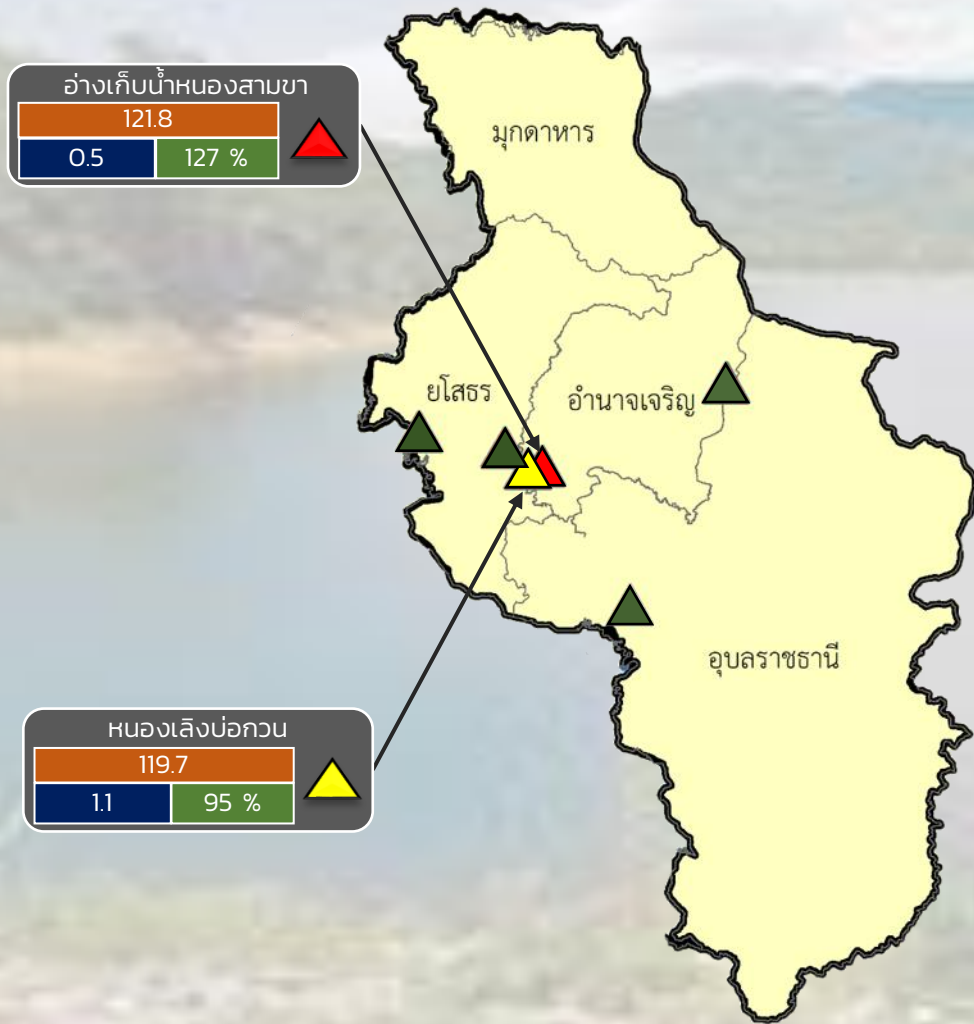 อ่างเก็บน้ำหนองสามขา
121.8
0.5 127 %
มุกดาหาร
ยโสธร
อำนาจเจริญ
อุบลราชธานี
หนองเลิงบ่อกวน
119.7
1.1 95 %